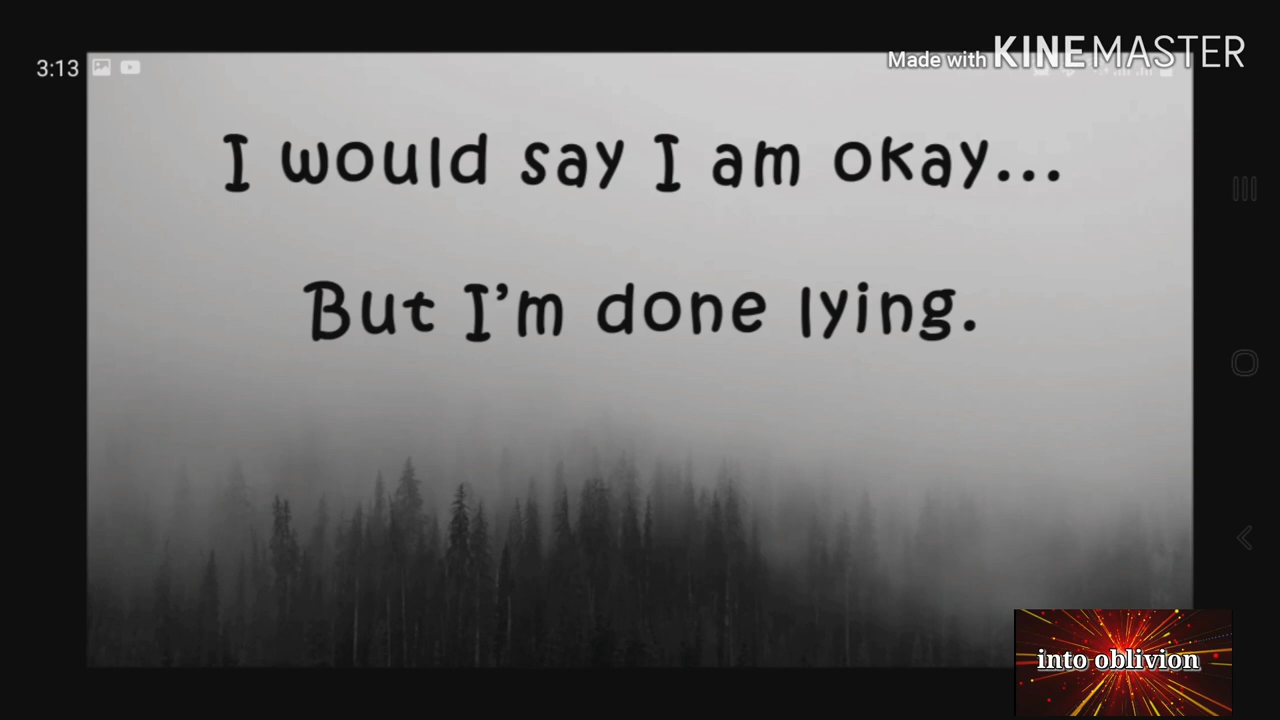 3:13
Made with KINEMASTER
I would say I am okay...
But I'm done lying.
into oblivion